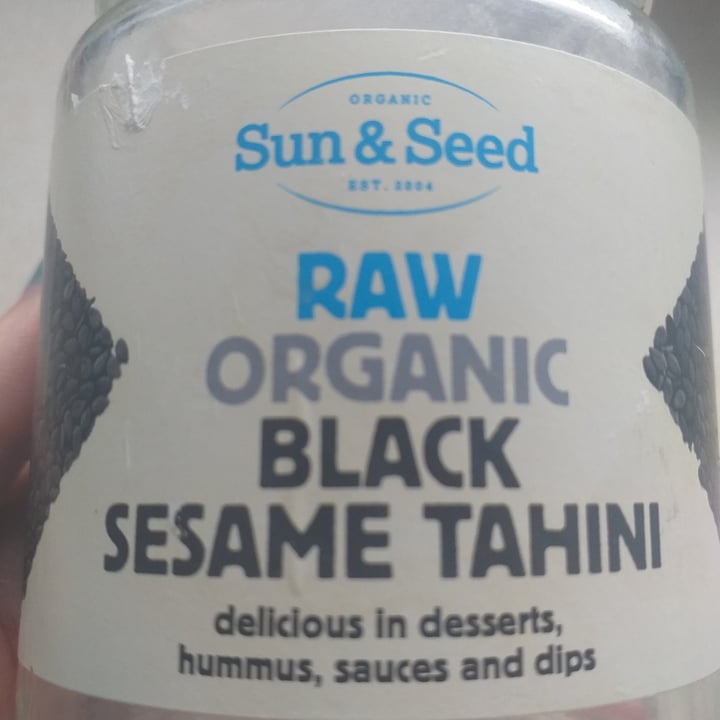 ORGANIC
Sun & Seed
EST. 2004
RAW
ORGANIC
BLACK
SESAME TAHINI
delicious in desserts,
hummus, sauces and dips